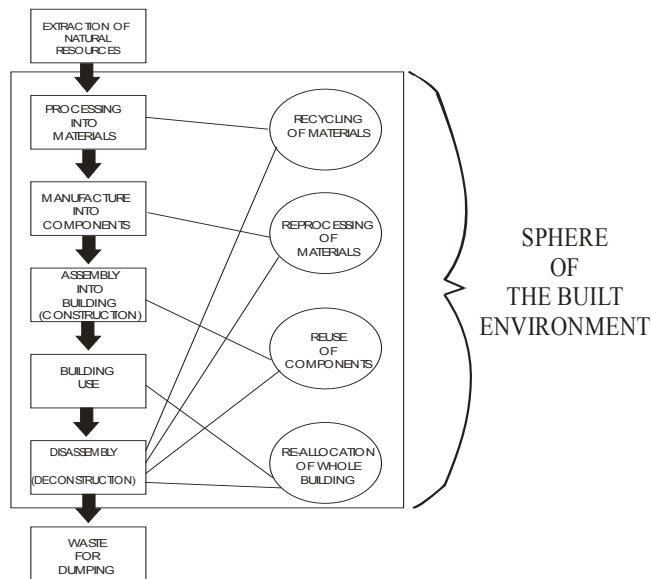 EXTRACTION OF
NATURAL
RESOURCES
PROCESSING
INTO
MATERIALS
RECYCLING
OF MATERIALS
MANUFACTURE
INTO
COMPONENTS
REPROCESSING
OF
MATERIALS
ASSEMBLY
INTO
BUILDING
(CONSTRUCTION)
REUSE
OF
COMPONENTS
BUILDING
USE
DISASSEMBLY
(DECONSTRUCTION)
RE-ALLOCATION
OF WHOLE
BUILDING
WASTE
FOR
DUMPING
SPHERE
OF
THE BUILT
ENVIRONMENT